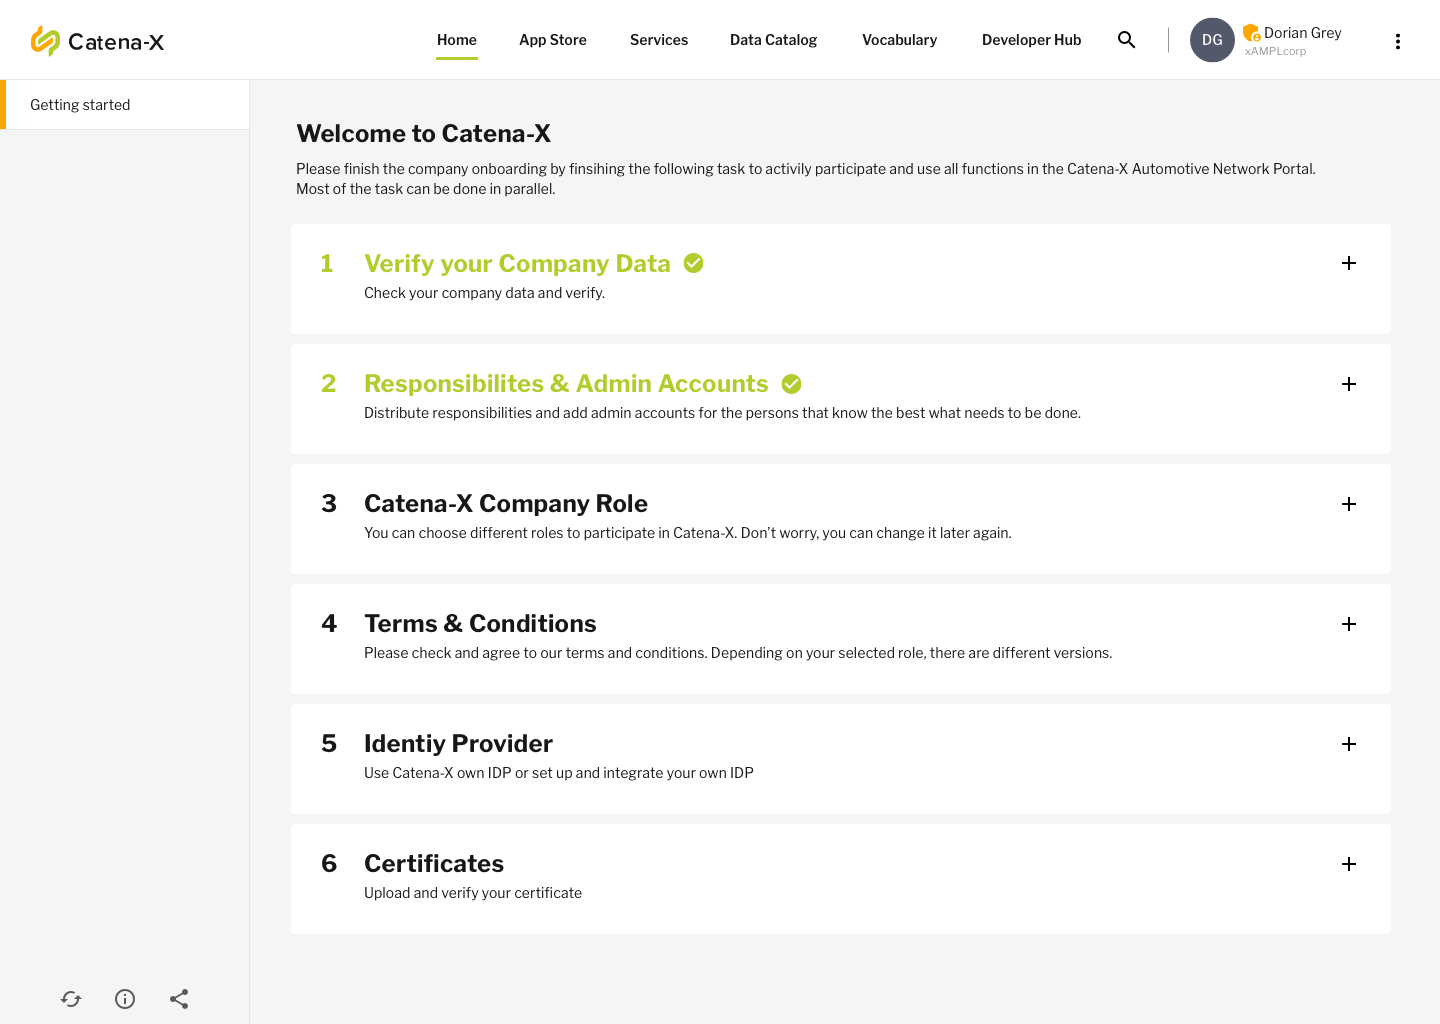 Catena-X
Home
App Store
Services
Data Catalog
Vocabulary
Developer Hub
DG
Dorian Grey
xAMPLcorp
Getting started
Welcome to Catena-X
Please finish the company onboarding by finsihing the following task to activily participate and use all functions in the Catena-X Automotive Network Portal.
Most of the task can be done in parallel.
1 Verify your Company Data
Check your company data and verify.
2 Responsibilites & Admin Accounts
Distribute responsibilities and add admin accounts for the persons that know the best what needs to be done.
3 Catena-X Company Role
You can choose different roles to participate in Catena-X. Don't worry, you can change it later again.
4 Terms & Conditions
Please check and agree to our terms and conditions. Depending on your selected role, there are different versions.
5 Identiy Provider
Use Catena-X own IDP or set up and integrate your own IDP
6 Certificates
Upload and verify your certificate